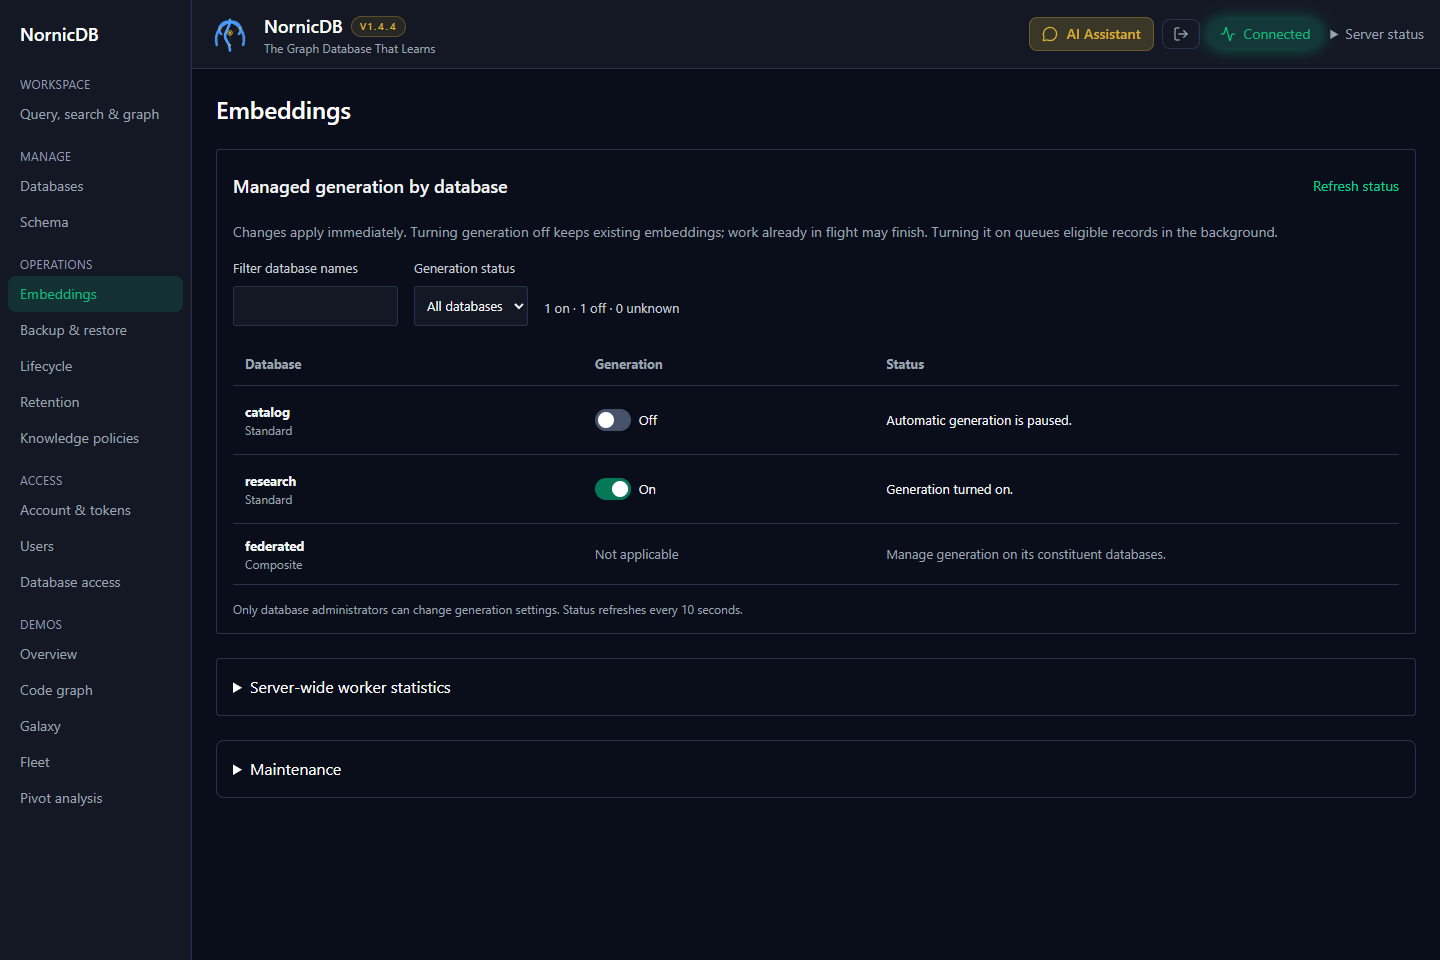 NornicDB
WORKSPACE
Query, search & graph
MANAGE
Databases
Schema
OPERATIONS
Embeddings
Backup & restore
Lifecycle
Retention
Knowledge policies
ACCESS
Account & tokens
Users
Database access
DEMOS
Overview
Code graph
Galaxy
Fleet
Pivot analysis
NornicDB V1.4.4
The Graph Database That Learns
AI Assistant
Connected
Server status
Embeddings
Managed generation by database
Refresh status
Changes apply immediately. Turning generation off keeps existing embeddings; work already in flight may finish. Turning it on queues eligible records in the background.
Filter database names
Generation status
All databases
1 on · 1 off · 0 unknown
Database Generation Status
catalog
Standard
Off
Automatic generation is paused.
research
Standard
On
Generation turned on.
federated
Composite
Not applicable
Manage generation on its constituent databases.
Only database administrators can change generation settings. Status refreshes every 10 seconds.
Server-wide worker statistics
Maintenance